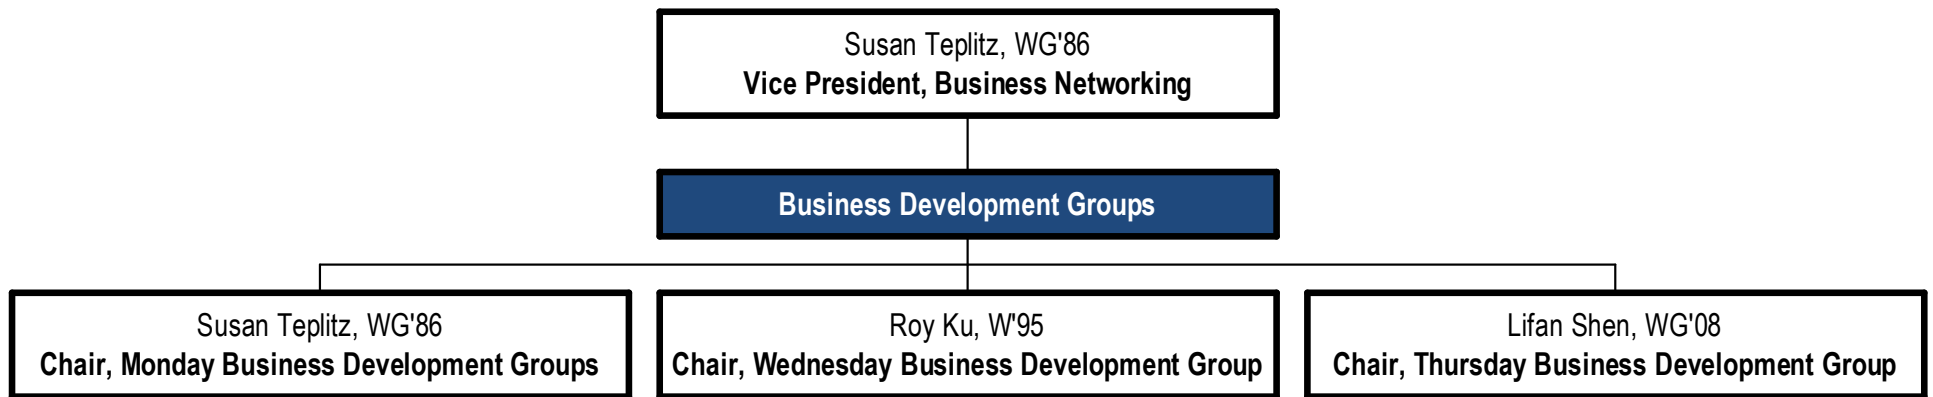 Susan Teplitz, WG'86
Vice President, Business Networking
Business Development Groups
Susan Teplitz, WG'86
Chair, Monday Business Development Groups
Roy Ku, W'95
Chair, Wednesday Business Development Group
Lifan Shen, WG'08
Chair, Thursday Business Development Group